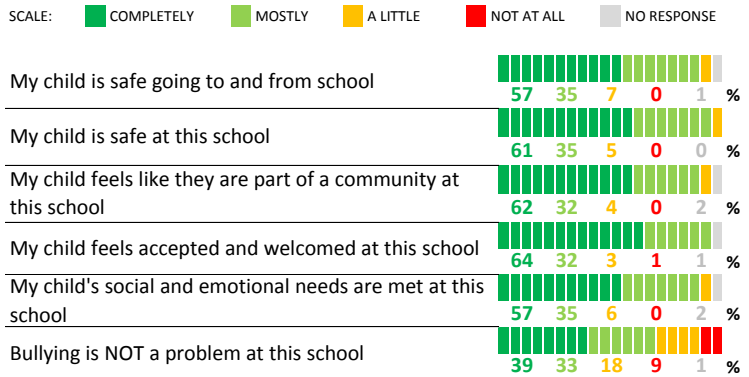 SCALE: COMPLETELY MOSTLY A LITTLE NOT AT ALL NO RESPONSE
My child is safe going to and from school
57 35 7 0 1 %
My child is safe at this school
61 35 5 0 0 %
My child feels like they are part of a community at
this school
62 32 4 0 2 %
My child feels accepted and welcomed at this school
64 32 3 1 1 %
My child's social and emotional needs are met at this
school
57 35 6 0 2 %
Bullying is NOT a problem at this school
39 33 18 9 1 %